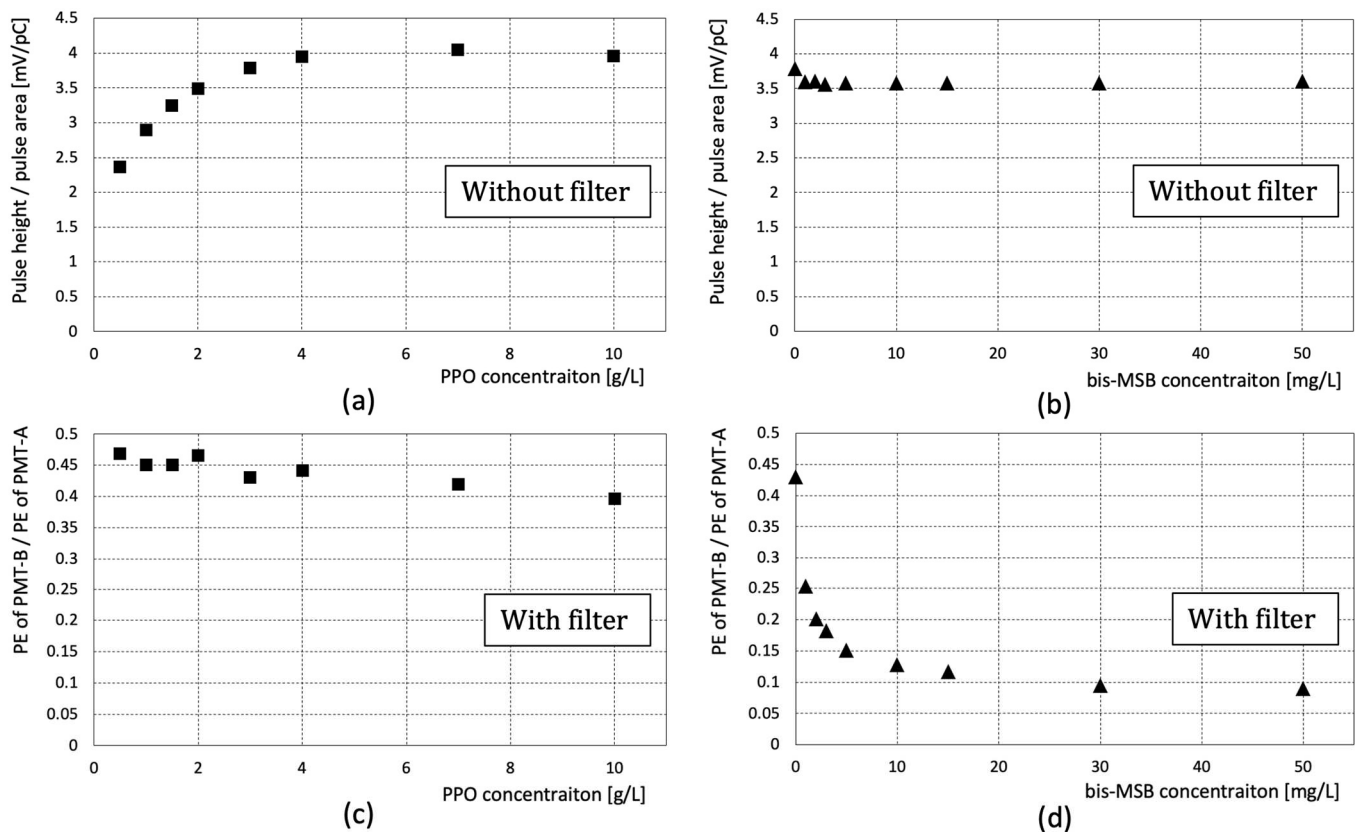 Pulse height / pulse area [mV/pC]
4.5
4
3.5
3
2.5
2
1.5
1
0.5
0
Without filter
0 2 4 6 8 10
PPO concentraiton [g/L]
(a)
Pulse height / pulse area [mV/pC]
4.5
4
3.5
3
2.5
2
1.5
1
0.5
0
Without filter
0 10 20 30 40 50
bis-MSB concentraiton [mg/L]
(b)
PE of PMT-B / PE of PMT-A
0.5
0.45
0.4
0.35
0.3
0.25
0.2
0.15
0.1
0.05
0
With filter
0 2 4 6 8 10
PPO concentraiton [g/L]
(c)
PE of PMT-B / PE of PMT-A
0.5
0.45
0.4
0.35
0.3
0.25
0.2
0.15
0.1
0.05
0
With filter
0 10 20 30 40 50
bis-MSB concentraiton [mg/L]
(d)